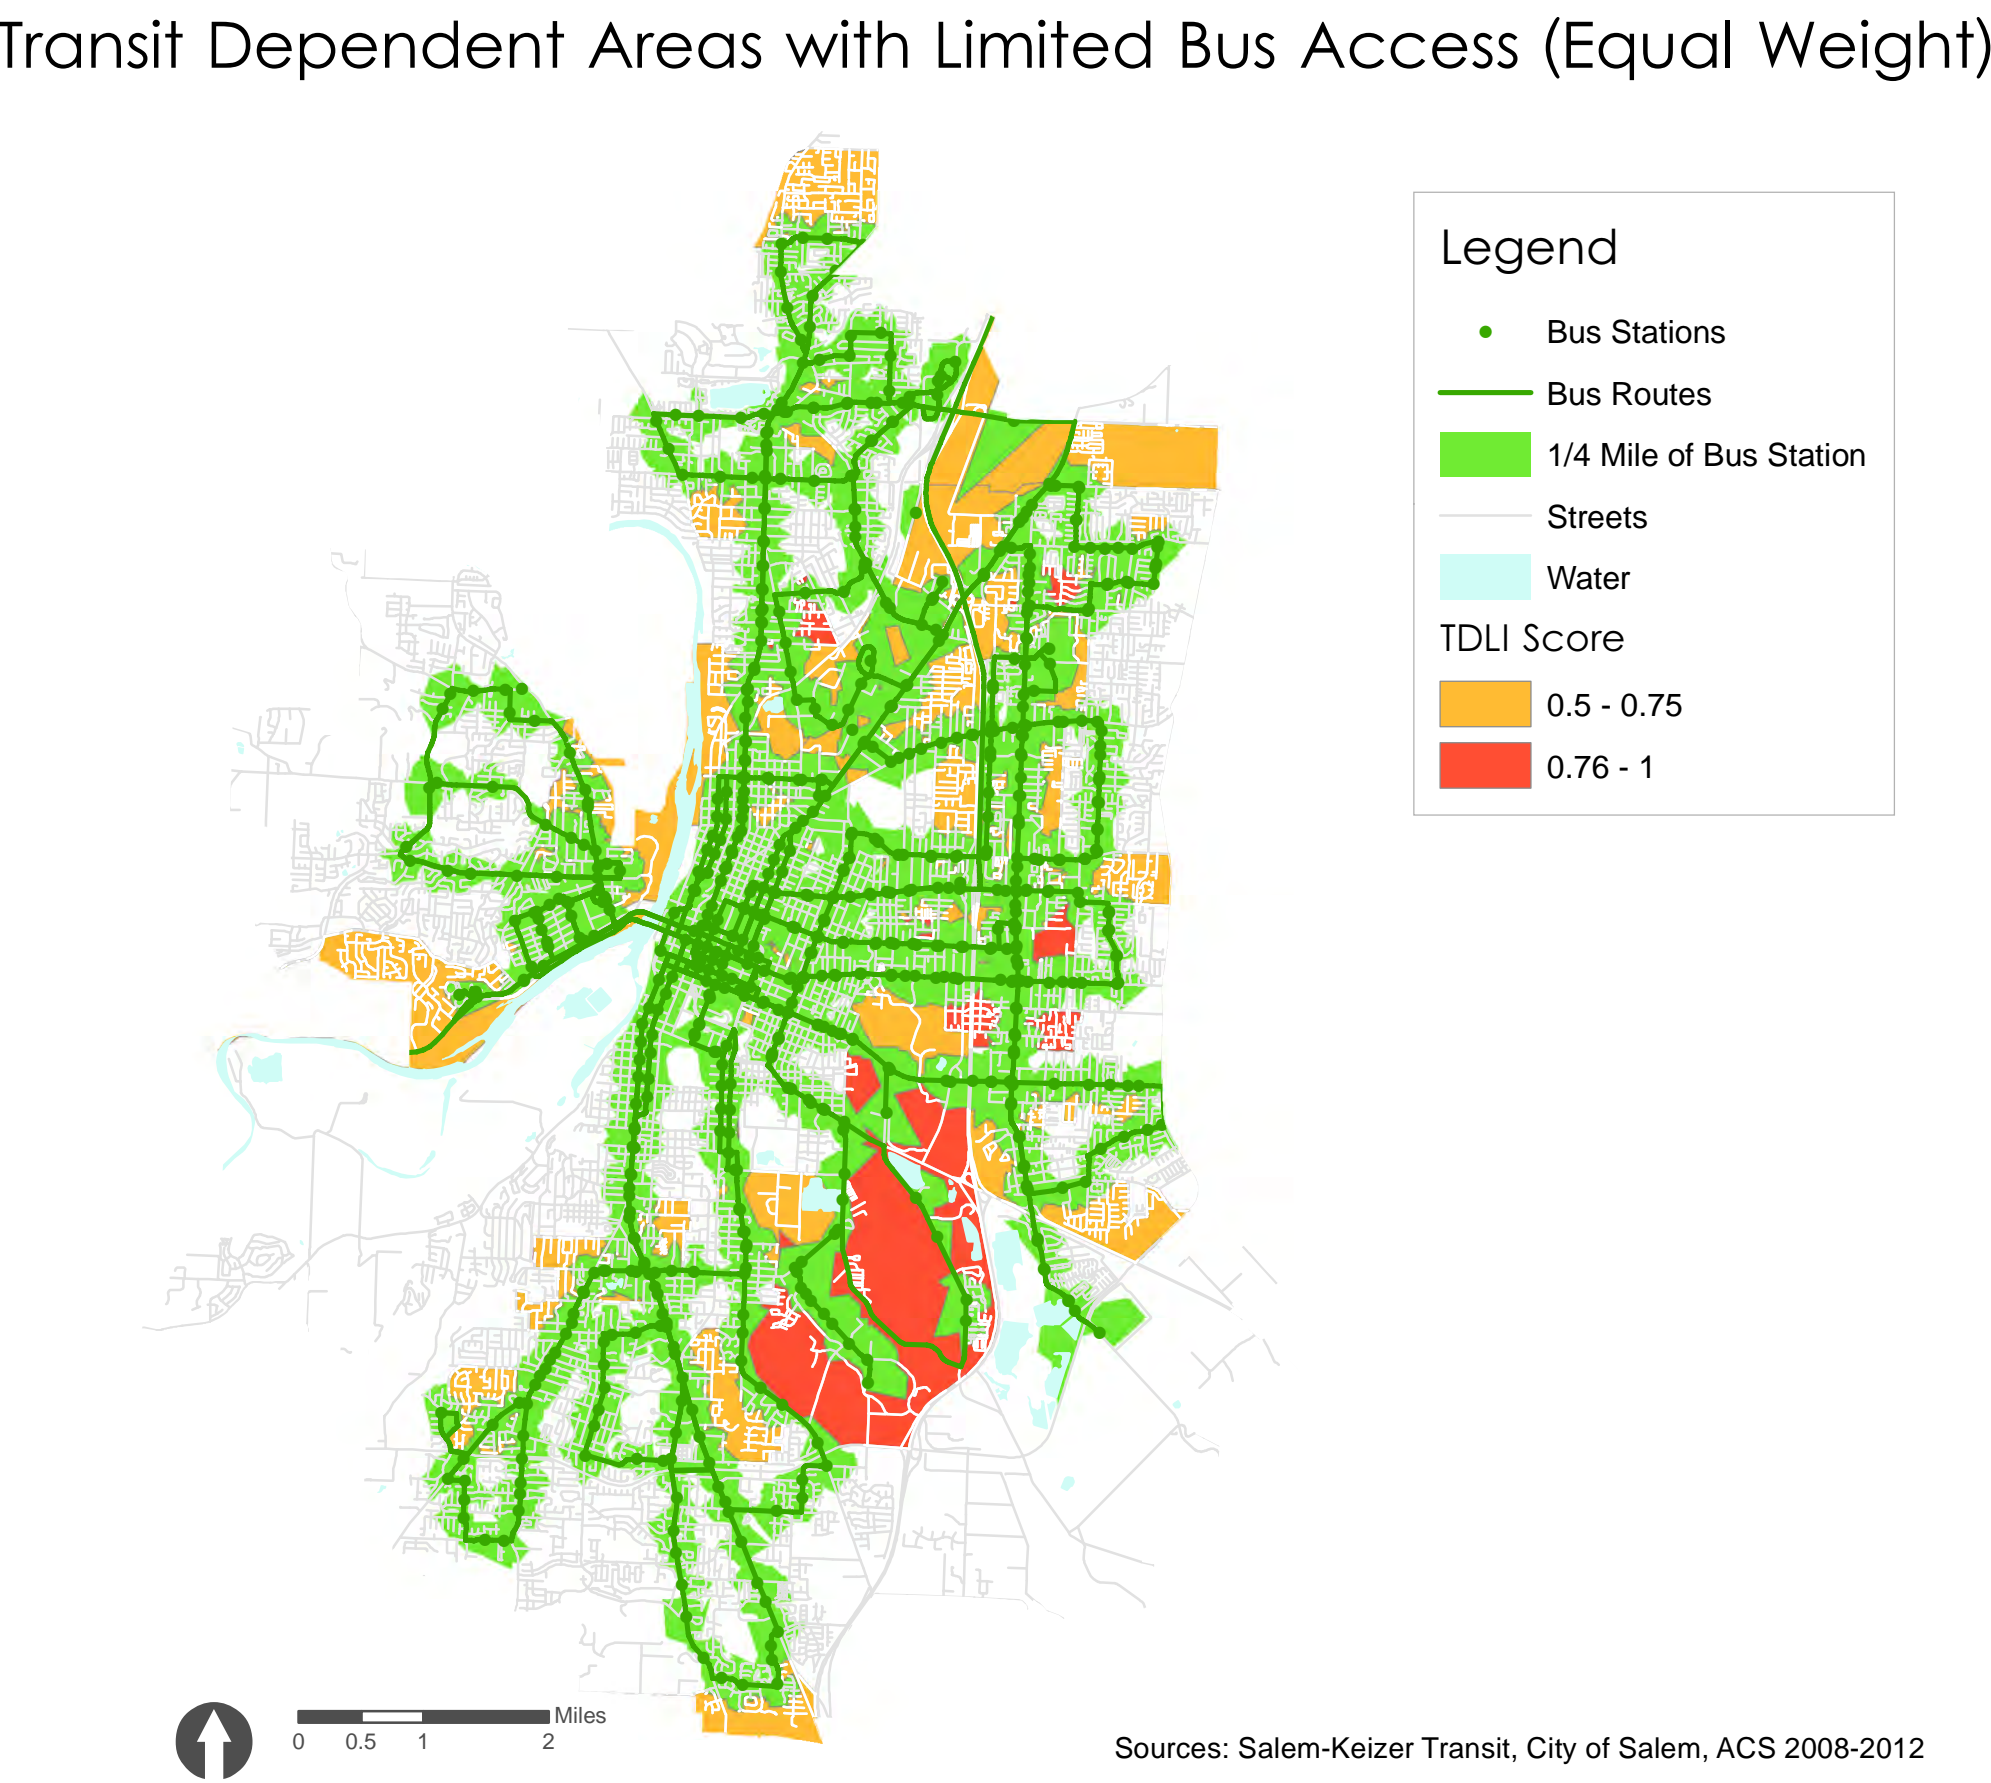 Transit Dependent Areas with Limited Bus Access (Equal Weight)
Legend
Bus Stations
Bus Routes
1/4 Mile of Bus Station
Streets
Water
TDLI Score
0.5 - 0.75
0.76 - 1
Miles
0 0.5 1 2
Sources: Salem-Keizer Transit, City of Salem, ACS 2008-2012